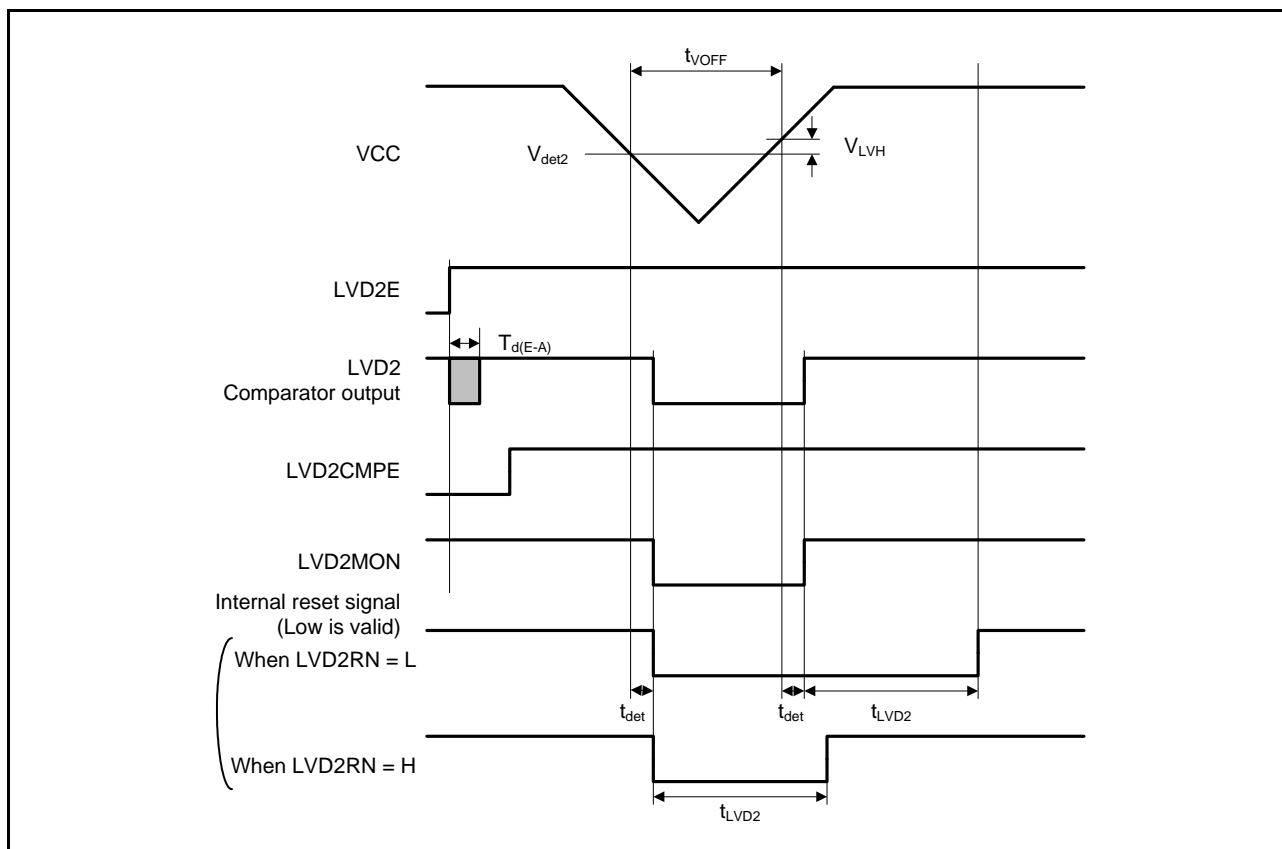 tVOFF
VCC
Vdet2
VLVH
LVD2E
Td(E-A)
LVD2
Comparator output
LVD2CMPE
LVD2MON
Internal reset signal
(Low is valid)
When LVD2RN = L
tdet
tdet
tLVD2
When LVD2RN = H
tLVD2